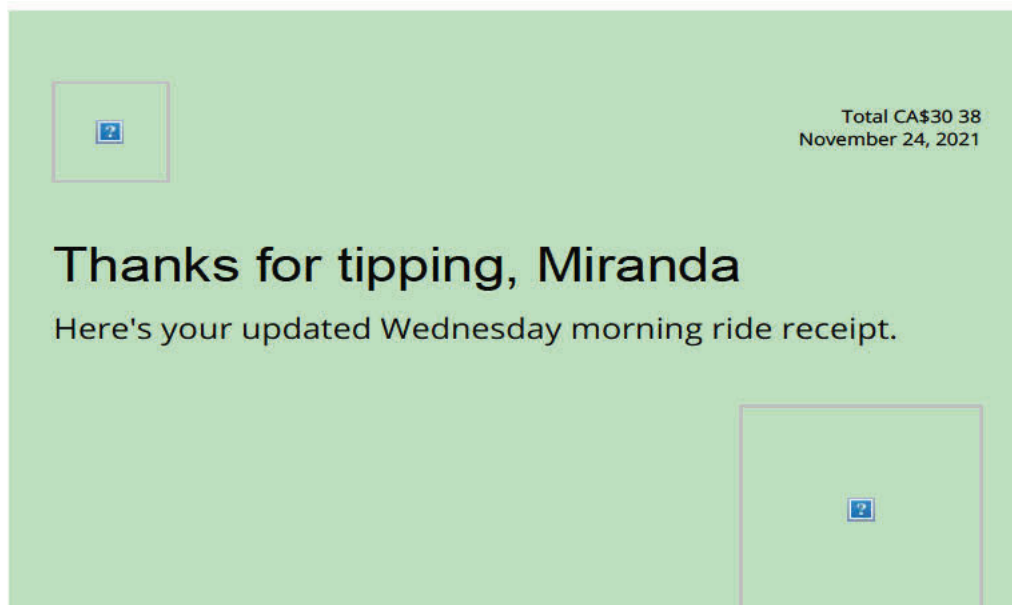 Total CA$30 38
November 24, 2021
Thanks for tipping, Miranda
Here's your updated Wednesday morning ride receipt.